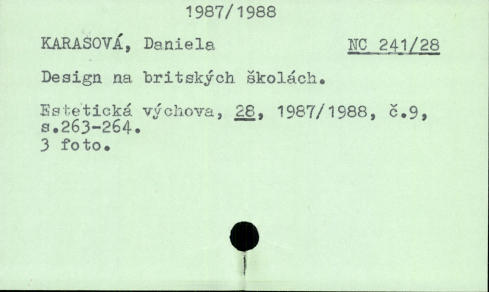 1987/1988
KARASOVÁ, Daniela NC 241/28
Design na britských školách.
Estetická výchova, 28, 1987/1988, č.9,
s.263-264.
3 foto.